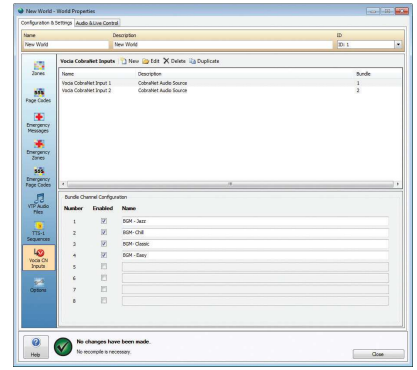 New World - World Properties
Configuration & Settings Audio & Live Control
Name Description ID
New World New World ID: 1
Zones
Page Codes
Emergency Messages
Emergency Zones
Emergency Page Codes
VTP Audio Files
TTS-1 Sequences
Vocia CN Inputs
Options
Vocia CobraNet Inputs New Edit Delete Duplicate
Name Description Bundle
Vocia CobraNet Input 1 CobraNet Audio Source 1
Vocia CobraNet Input 2 CobraNet Audio Source 2
Bundle Channel Configuration
Number Enabled Name
1 BGM - Jazz
2 BGM- Chill
3 BGM- Classic
4 BGM - Easy
5
6
7
8
Help
No changes have been made.
No recompile is necessary.
Close